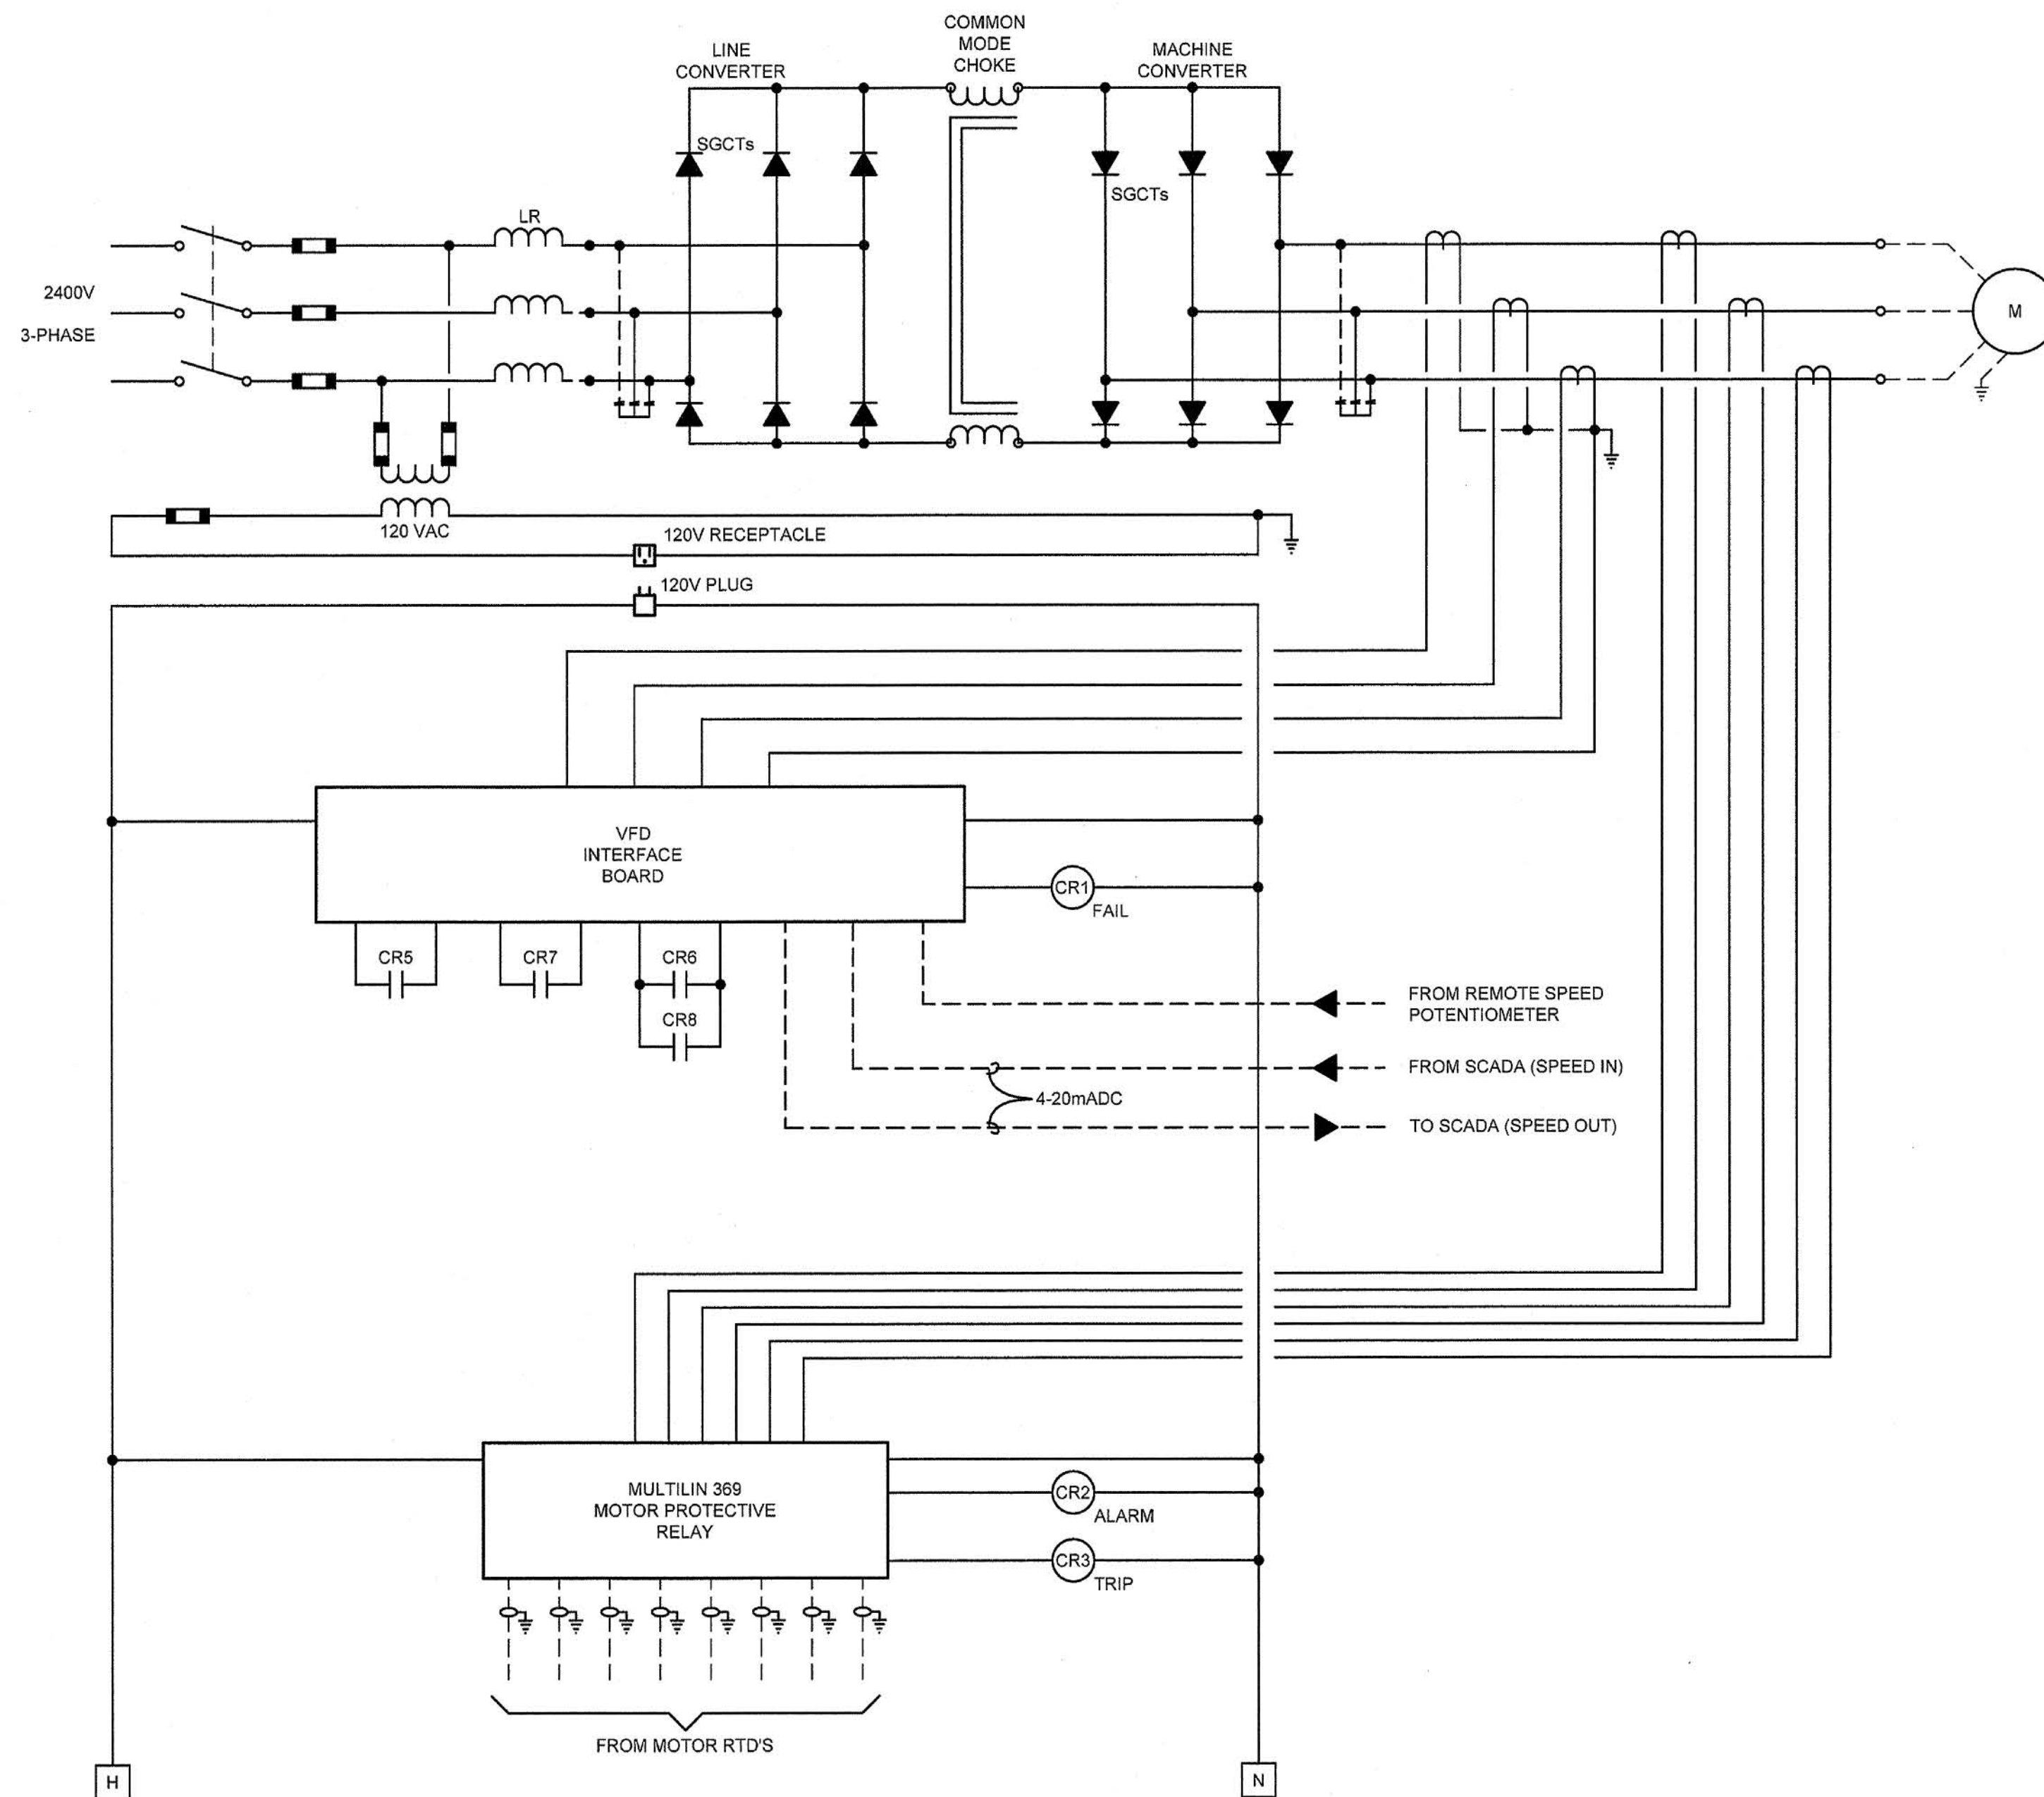 COMMON
MODE
CHOKE
LINE
CONVERTER
MACHINE
CONVERTER
SGCTs
SGCTs
LR
2400V
3-PHASE
M
120 VAC
120V RECEPTACLE
120V PLUG
VFD
INTERFACE
BOARD
CR1
FAIL
CR5
CR7
CR6
CR8
FROM REMOTE SPEED
POTENTIOMETER
FROM SCADA (SPEED IN)
4-20mADC
TO SCADA (SPEED OUT)
MULTILIN 369
MOTOR PROTECTIVE
RELAY
CR2
ALARM
CR3
TRIP
FROM MOTOR RTD'S
H
N